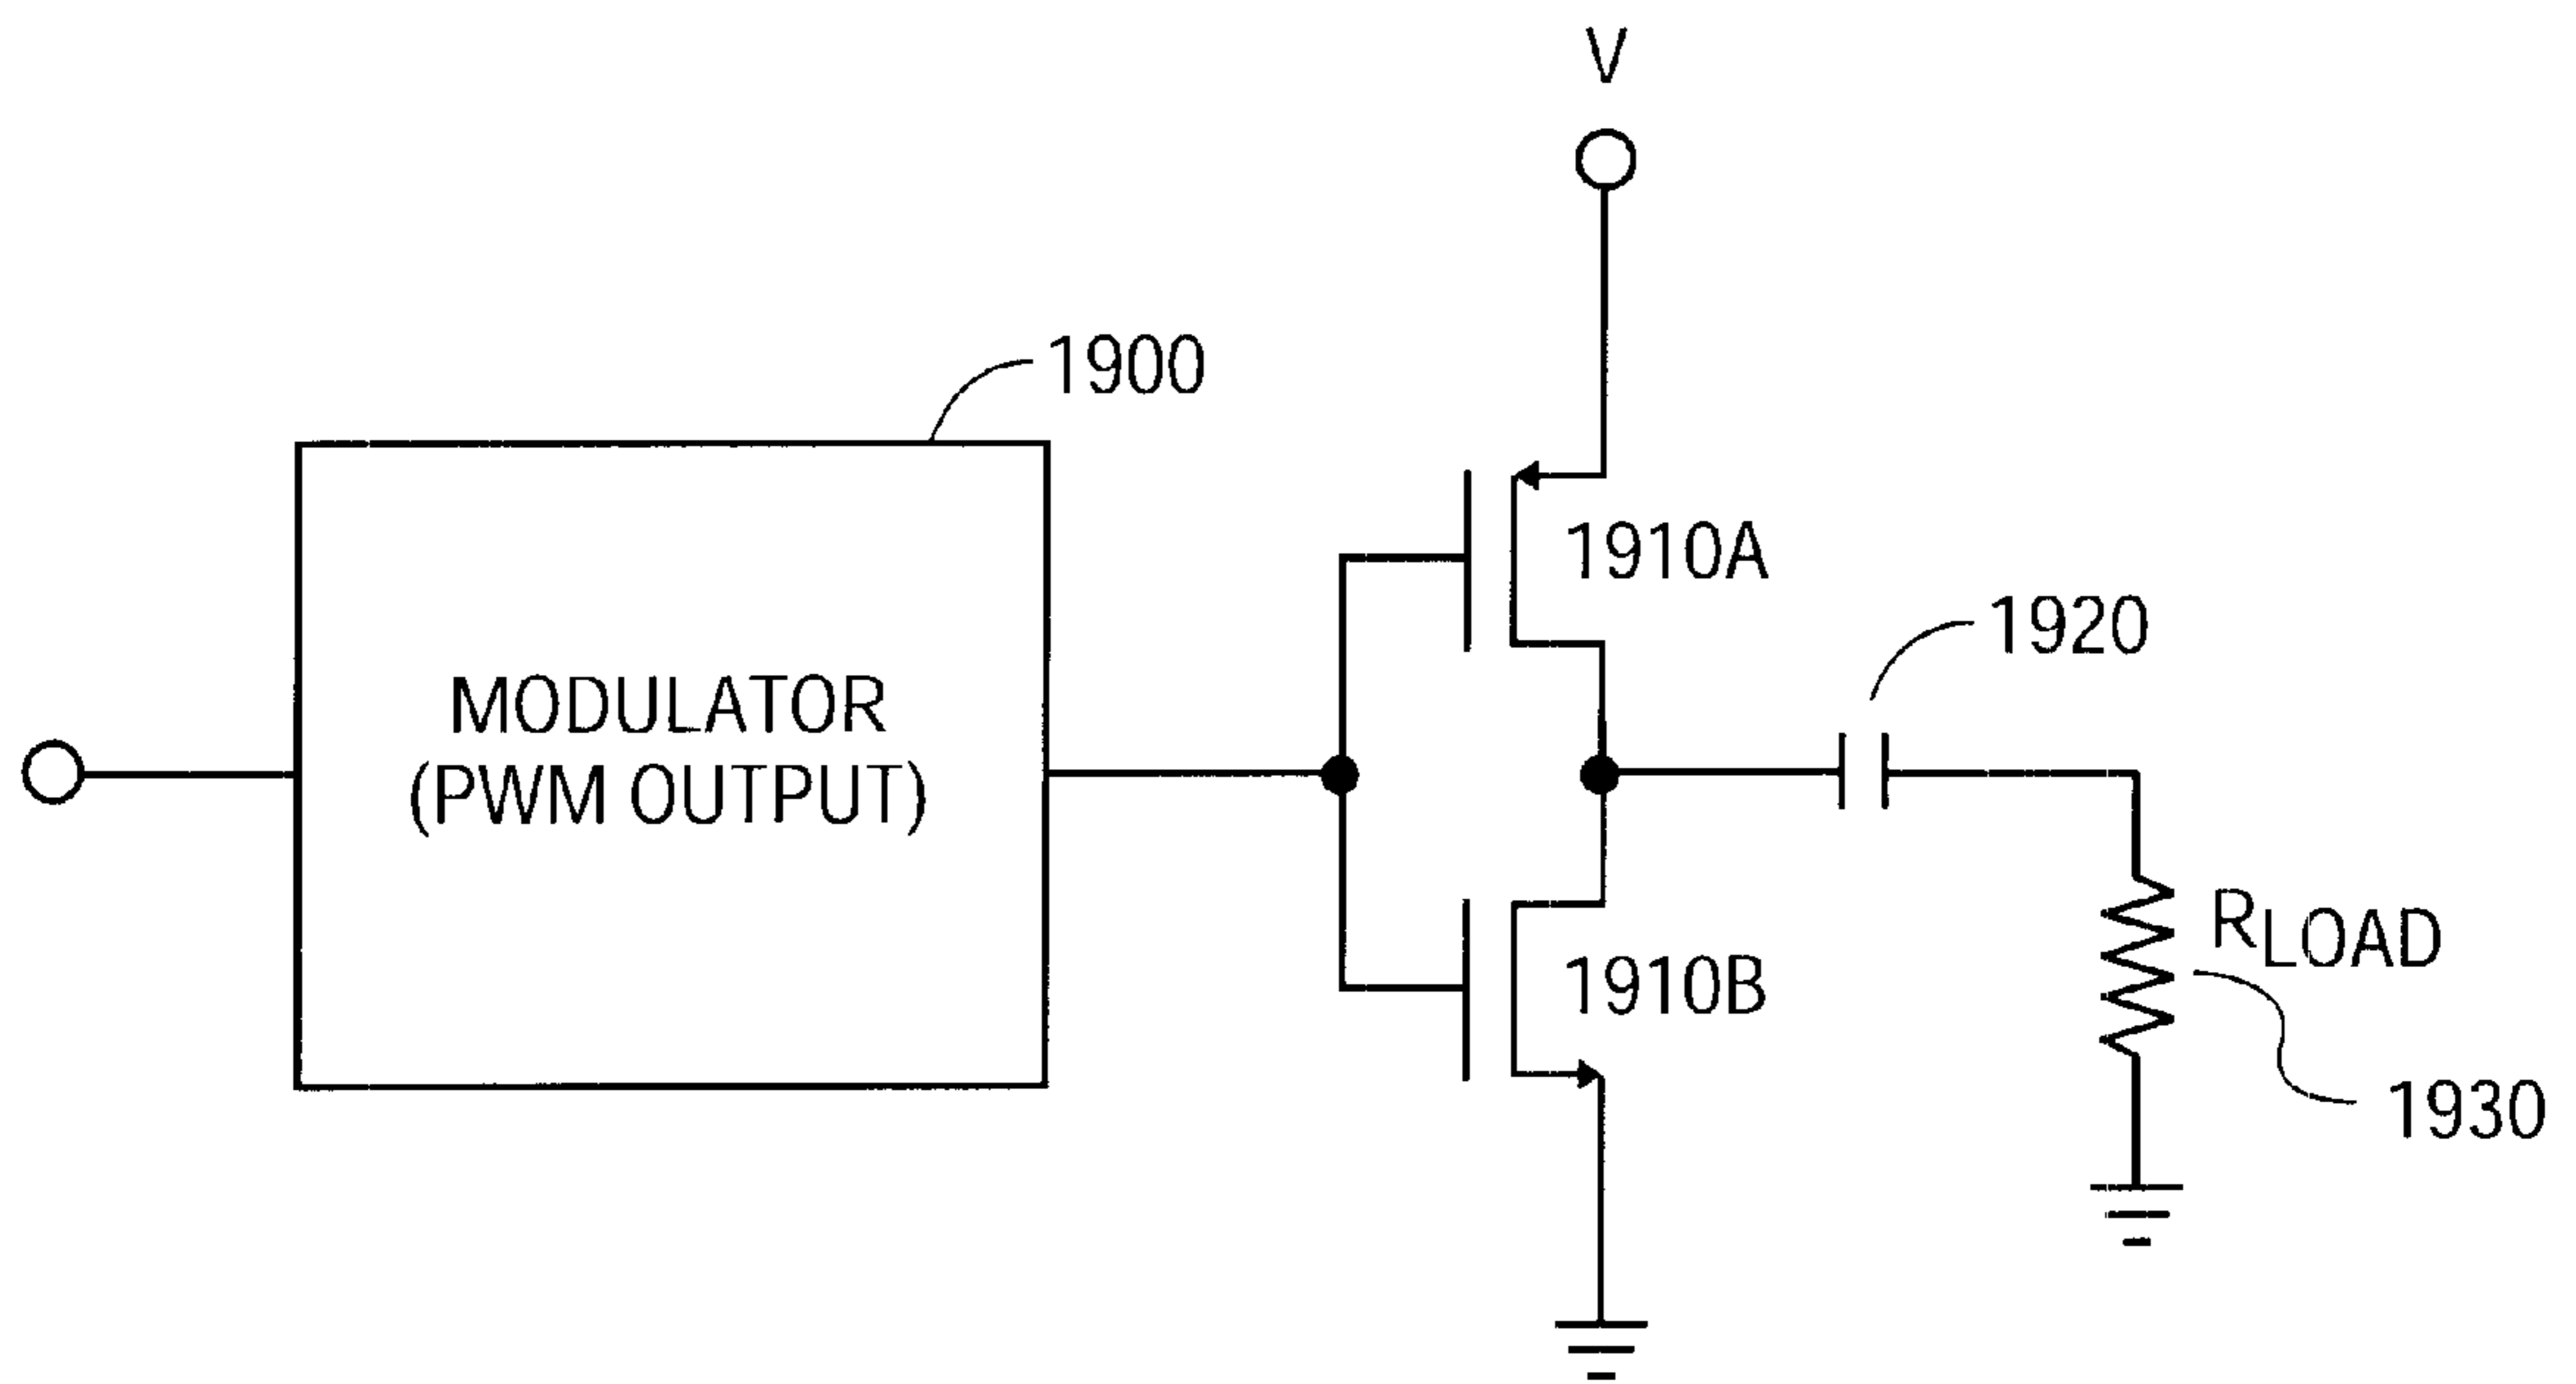 V
1900
MODULATOR
(PWM OUTPUT)
1910A
1920
1910B
RLOAD
1930